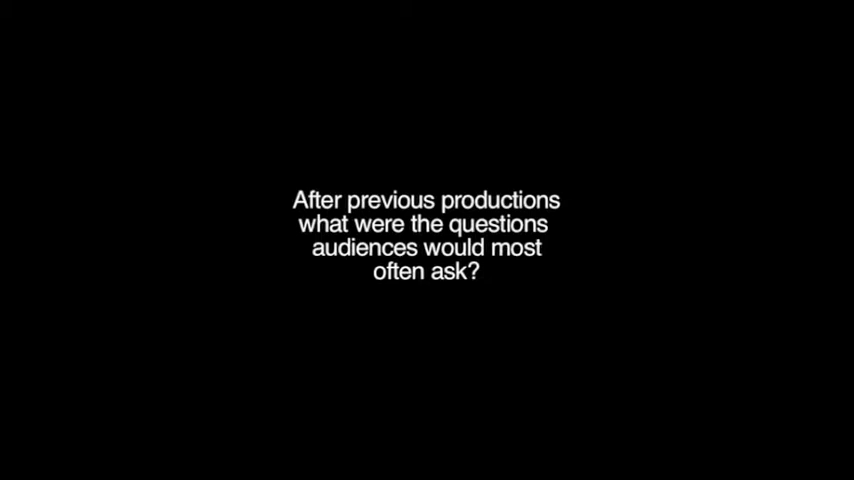 After previous productions
what were the questions
audiences would most
often ask?